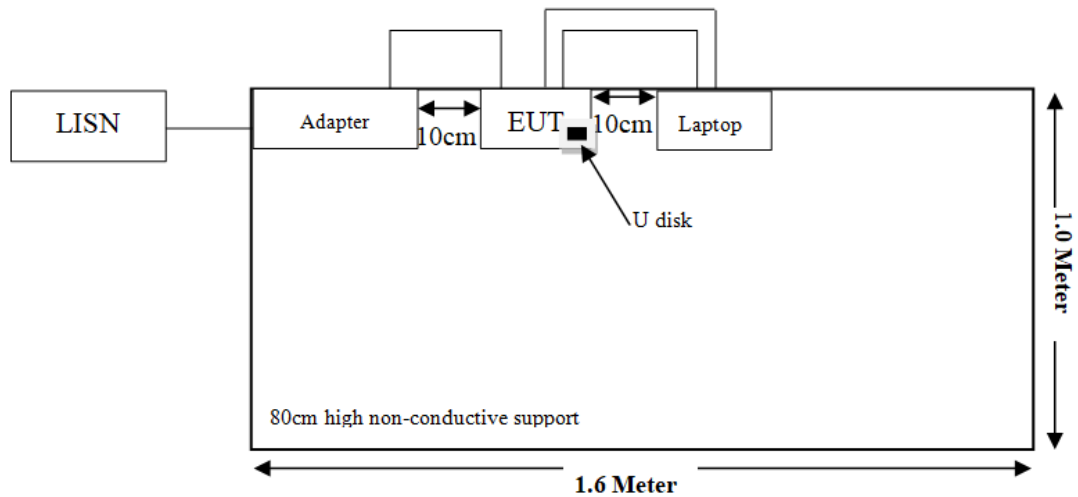 LISN
Adapter
10cm
EUT
10cm
Laptop
U disk
1.0 Meter
80cm high non-conductive support
1.6 Meter